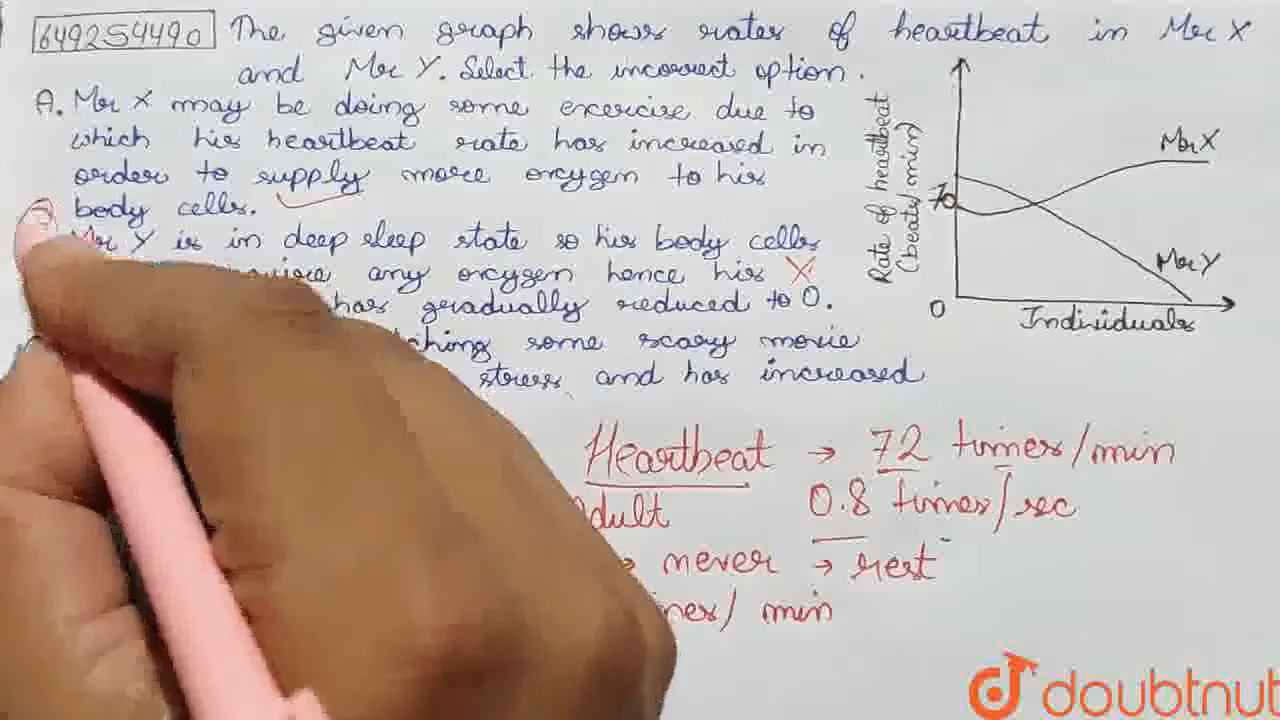 649254490 The given graph shows rates of heartbeat in Mr X
and Mr Y. Select the incorrect option.
A. Mr X may be doing some exercise due to
which his heartbeat rate has increased in
order to supply more oxygen to his
body cells.
Mr Y is in deep sleep state so his body cells
any oxygen hence his X
has gradually reduced to 0.
some scary movie
stress and has increased
Rate of heartbeat
(beats/min)
70
0
Mr X
Mr Y
Individuals
Heartbeat → 72 times/min
0.8 times/sec
→ never → rest
/ min
doubtnut